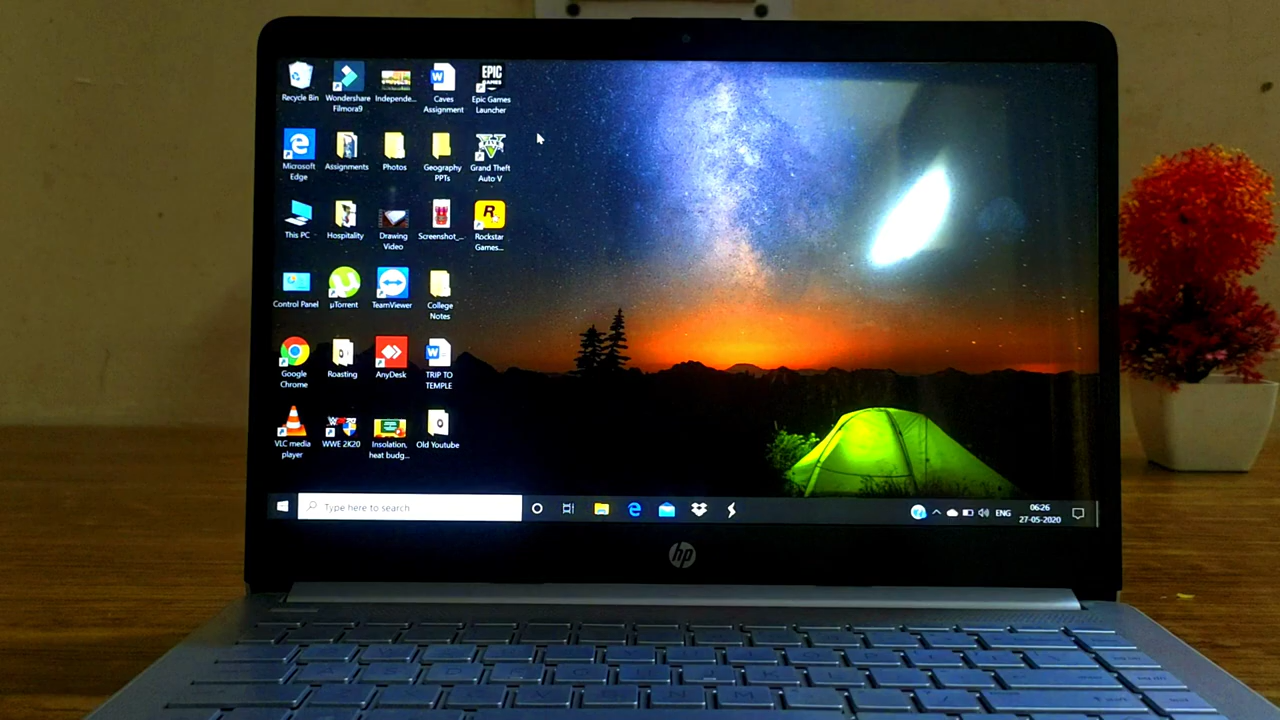 Recycle Bin
Wondershare
Filmora9
Independe...
Caves
Assignment
EPIC
GAMES
Epic Games
Launcher
Microsoft
Edge
Assignments
Photos
Geography
PPTs
Grand Theft
Auto V
This PC
Hospitality
Drawing
Video
Screenshot_...
Rockstar
Games...
Control Panel
µTorrent
TeamViewer
College
Notes
Google
Chrome
Roasting
AnyDesk
TRIP TO
TEMPLE
VLC media
player
WWE 2K20
Insolation,
heat budg...
Old Youtube
Type here to search
ENG
06:26
27-05-2020
hp